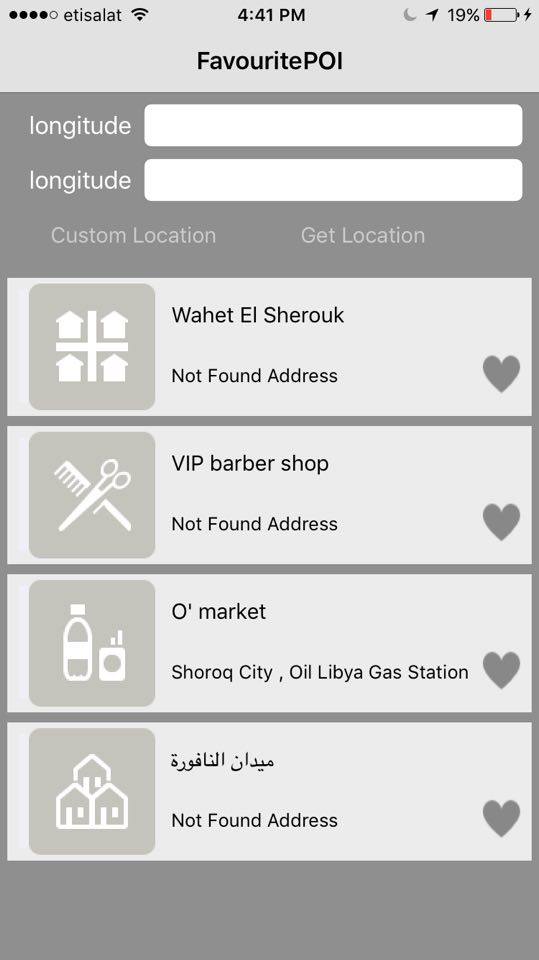 etisalat 4:41 PM 19%
FavouritePOI
longitude
longitude
Custom Location Get Location
Wahet El Sherouk
Not Found Address
VIP barber shop
Not Found Address
O' market
Shoroq City , Oil Libya Gas Station
ميدان النافورة
Not Found Address